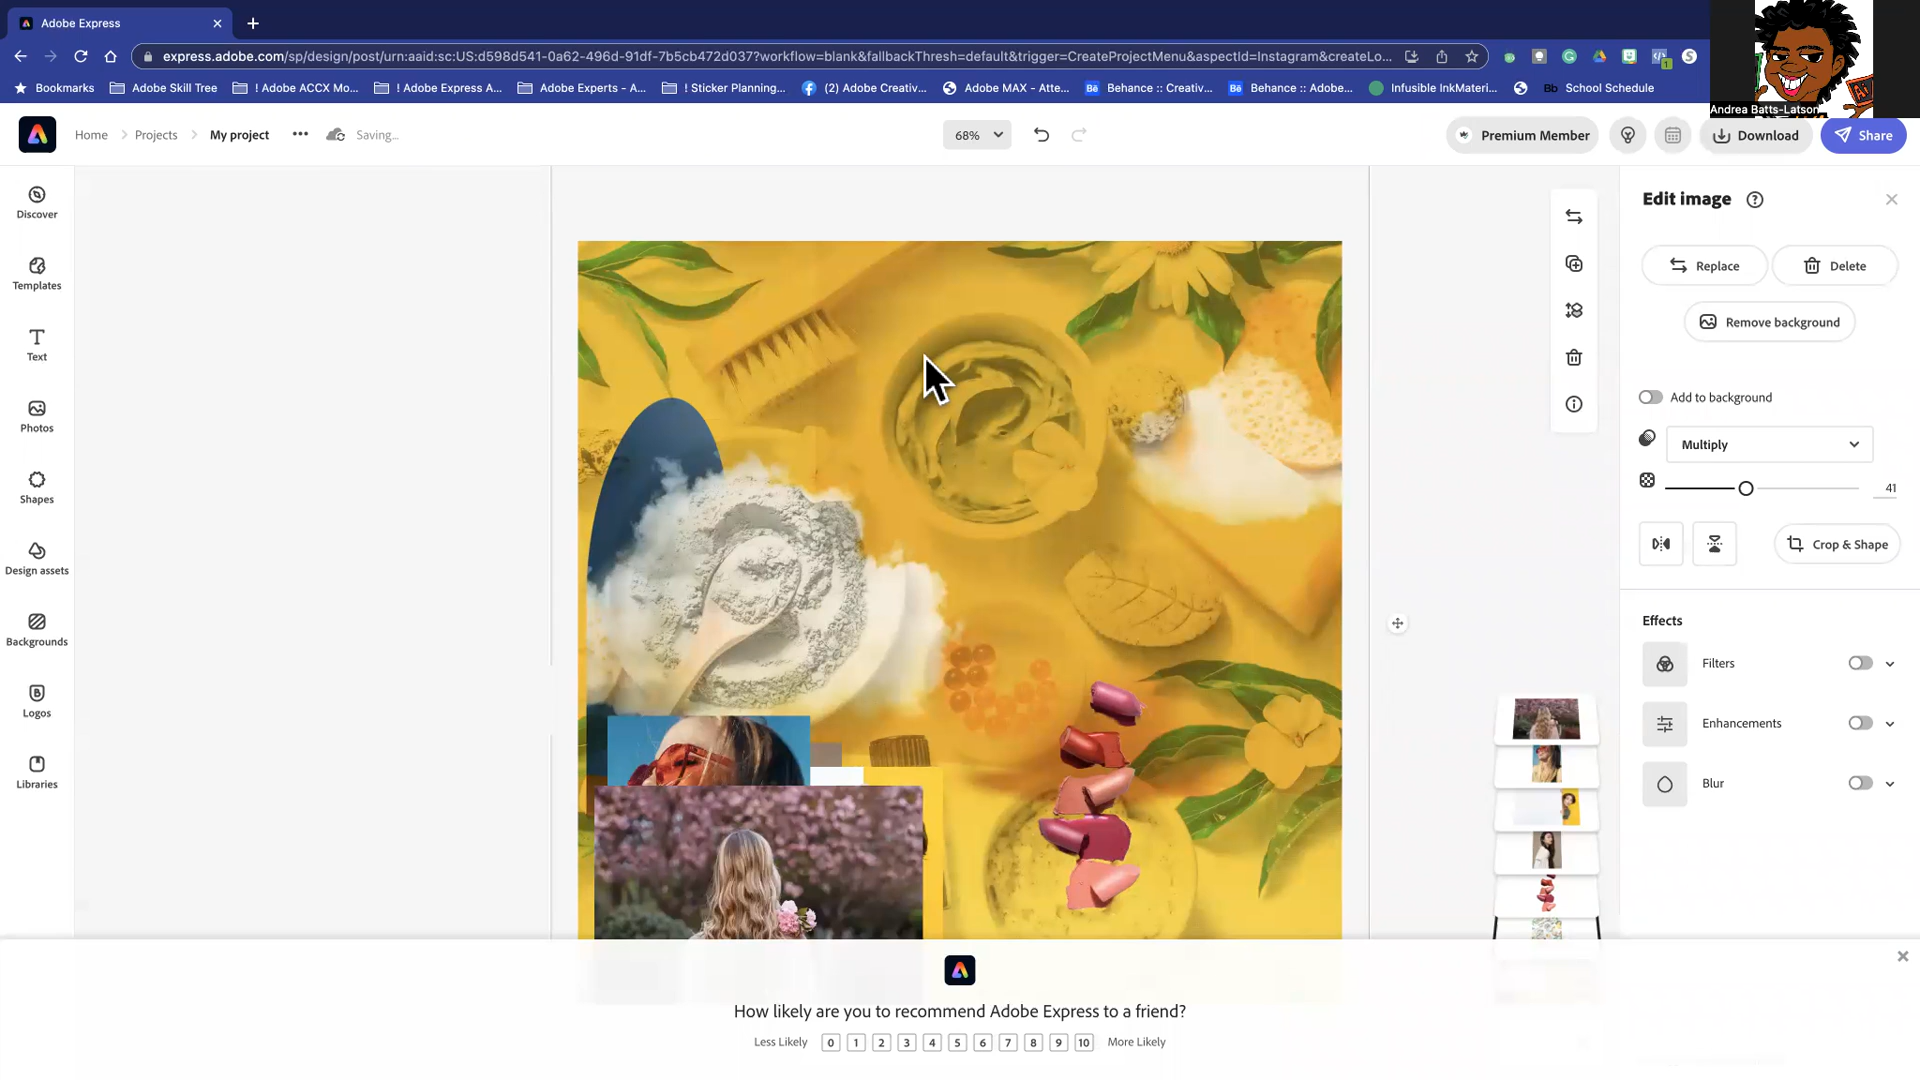 Adobe Express
express.adobe.com/sp/design/post/urn:aaid:sc:US:d598d541-0a62-496d-91df-7b5cb472d037?workflow=blank&fallbackThresh=default&trigger=CreateProjectMenu&aspectId=Instagram&createLo...
1
Bookmarks
Adobe Skill Tree
! Adobe ACCX Mo...
! Adobe Express A...
Adobe Experts - A...
! Sticker Planning...
(2) Adobe Creativ...
Adobe MAX - Atte...
Bē Behance :: Creativ...
Bē Behance :: Adobe...
Infusible InkMateri...
Bb School Schedule
Andrea Batts-Latson
Home
Projects
My project
Saving...
68%
Premium Member
Download
Share
Discover
Templates
Text
Photos
Shapes
Design assets
Backgrounds
Logos
Libraries
Edit image
Replace
Delete
Remove background
Add to background
Multiply
41
Crop & Shape
Effects
Filters
Enhancements
Blur
How likely are you to recommend Adobe Express to a friend?
Less Likely 0 1 2 3 4 5 6 7 8 9 10 More Likely